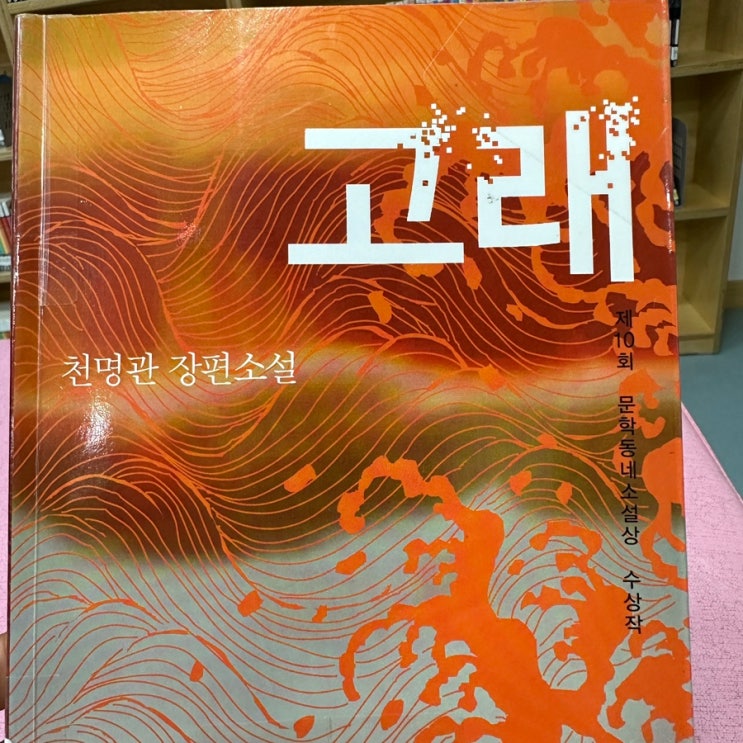 고래
천명관 장편소설
제10회 문학동네소설상 수상작